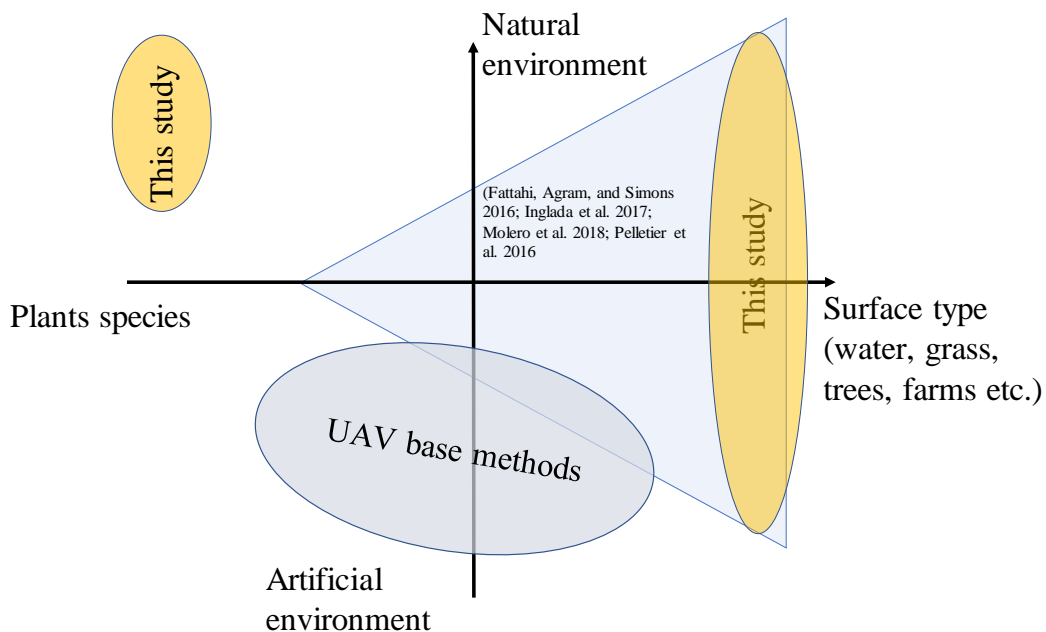 Natural
environment
This study
(Fattahi, Agram, and Simons
2016; Inglada et al. 2017;
Molero et al. 2018; Pelletier et
al. 2016
This study
Plants species
Surface type
(water, grass,
trees, farms etc.)
UAV base methods
Artificial
environment